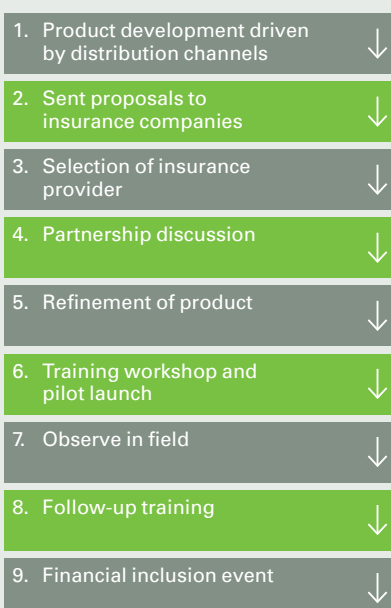 1. Product development driven
by distribution channels
2. Sent proposals to
insurance companies
3. Selection of insurance
provider
4. Partnership discussion
5. Refinement of product
6. Training workshop and
pilot launch
7. Observe in field
8. Follow-up training
9. Financial inclusion event